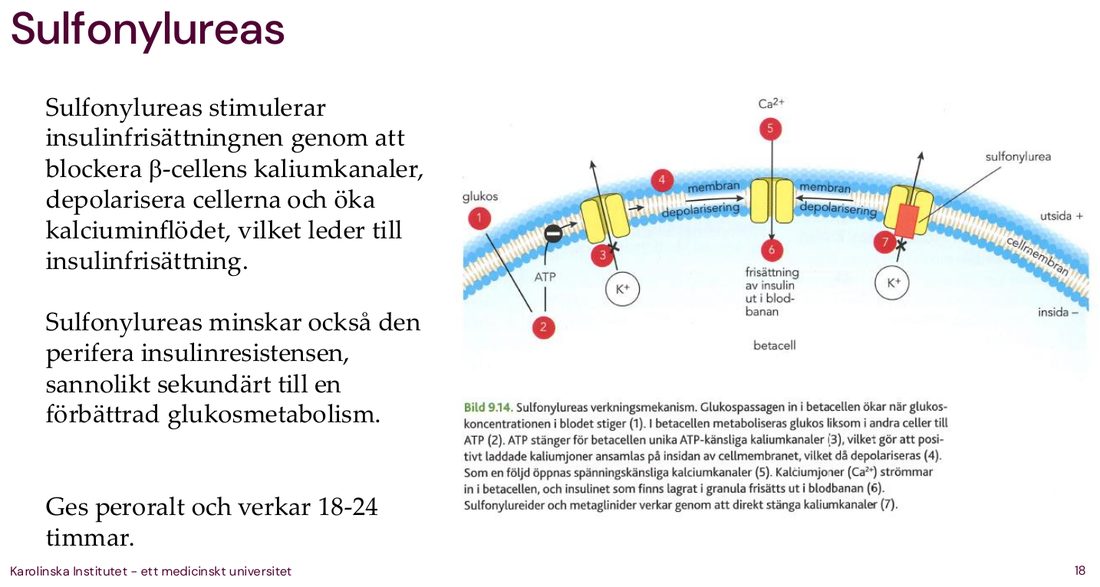 Sulfonylureas
Sulfonylureas stimulerar
insulinfrisättningnen genom att
blockera β-cellens kaliumkanaler,
depolarisera cellerna och öka
kalciuminflödet, vilket leder till
insulinfrisättning.
Sulfonylureas minskar också den
perifera insulinresistensen,
sannolikt sekundärt till en
förbättrad glukosmetabolism.
Ges peroralt och verkar 18-24
timmar.
Ca²⁺
5
sulfonylurea
glukos
1
4
membran
depolarisering
membran
depolarisering
utsida +
cellmembran
3
6
7
ATP
K⁺
K⁺
frisättning
av insulin
ut i blod-
banan
insida –
2
betacell
Bild 9.14. Sulfonylureas verkningsmekanism. Glukospassagen in i betacellen ökar när glukos-
koncentrationen i blodet stiger (1). I betacellen metaboliseras glukos liksom i andra celler till
ATP (2). ATP stänger för betacellen unika ATP-känsliga kaliumkanaler (3), vilket gör att posi-
tivt laddade kaliumjoner ansamlas på insidan av cellmembranet, vilket då depolariseras (4).
Som en följd öppnas spänningskänsliga kalciumkanaler (5). Kalciumjoner (Ca²⁺) strömmar
in i betacellen, och insulinet som finns lagrat i granula frisätts ut i blodbanan (6).
Sulfonylureider och metaglinider verkar genom att direkt stänga kaliumkanaler (7).
Karolinska Institutet – ett medicinskt universitet
18